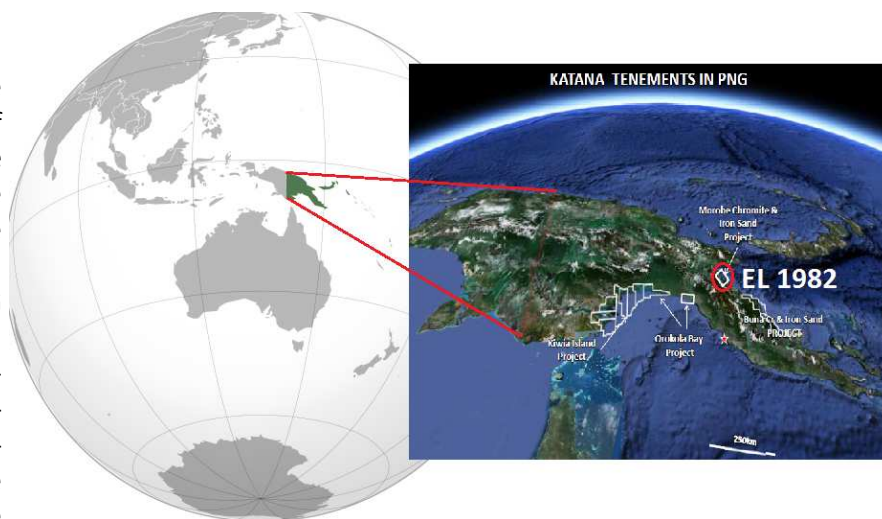 KATANA TENEMENTS IN PNG
Morobe Chromite &
Iron Sand
Project
EL 1982
Buna Cr & Iron Sand
PROJECT
Kiwia Island
Project
Orokula Bay
Project
250km